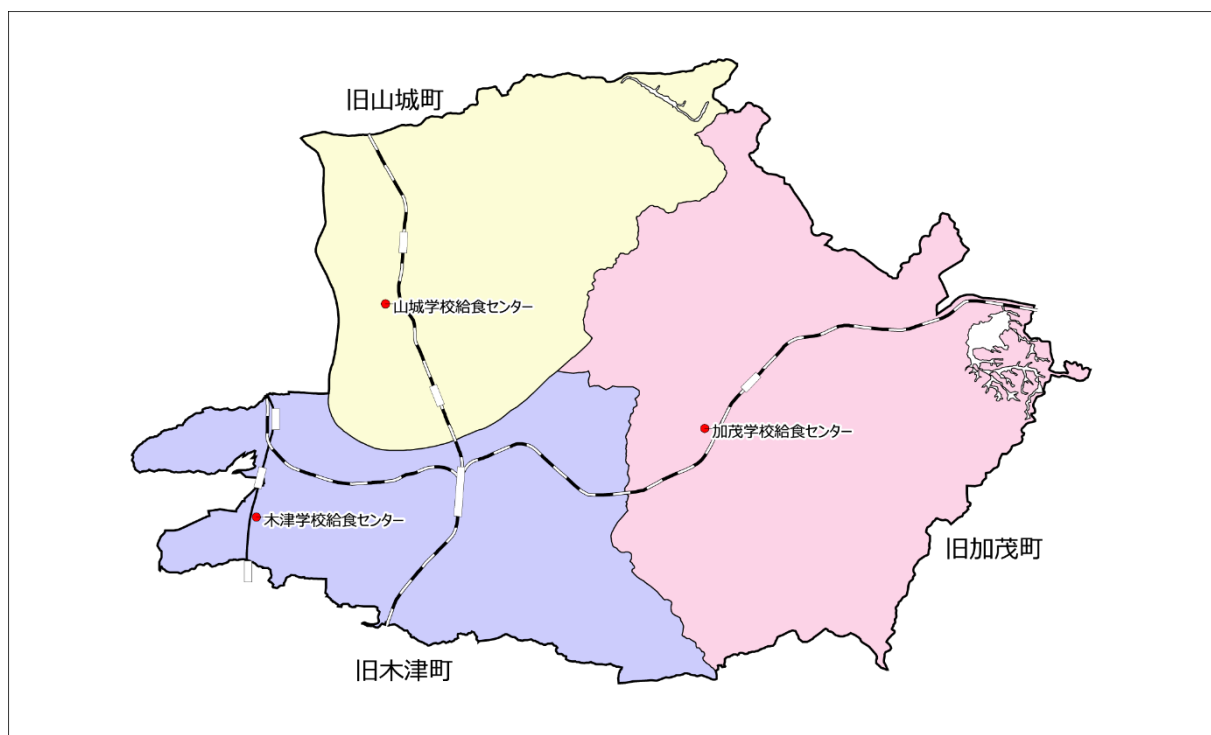 旧山城町
山城学校給食センター
加茂学校給食センター
木津学校給食センター
旧加茂町
旧木津町